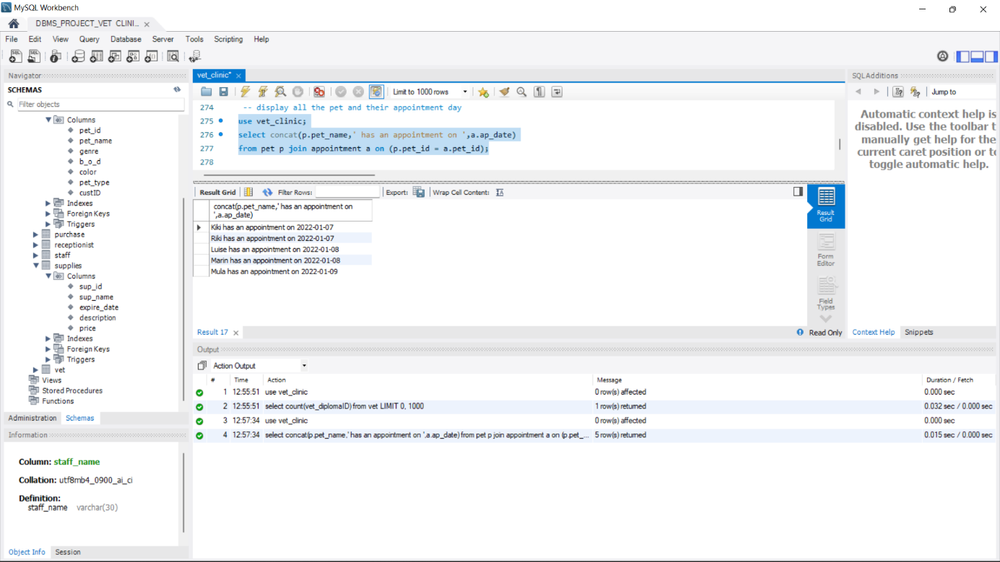 MySQL Workbench
DBMS_PROJECT_VET CLINI... ×
File Edit View Query Database Server Tools Scripting Help
Navigator
SCHEMAS
Filter objects
Columns
pet_id
pet_name
genre
b_o_d
color
pet_type
custID
Indexes
Foreign Keys
Triggers
purchase
receptionist
staff
supplies
Columns
sup_id
sup_name
expire_date
description
price
Indexes
Foreign Keys
Triggers
vet
Views
Stored Procedures
Functions
Administration Schemas
Information
Column: staff_name
Collation: utf8mb4_0900_ai_ci
Definition:
staff_name varchar(30)
Object Info Session
vet_clinic* ×
Limit to 1000 rows
274 -- display all the pet and their appointment day
275 use vet_clinic;
276 select concat(p.pet_name,' has an appointment on ',a.ap_date)
277 from pet p join appointment a on (p.pet_id = a.pet_id);
278
Result Grid Filter Rows: Export: Wrap Cell Content:
concat(p.pet_name,' has an appointment on
',a.ap_date)
Kiki has an appointment on 2022-01-07
Riki has an appointment on 2022-01-07
Luise has an appointment on 2022-01-08
Marin has an appointment on 2022-01-08
Mula has an appointment on 2022-01-09
Result
Grid
Form
Editor
Field
Types
Result 17 ×
Read Only
SQLAdditions
Jump to
Automatic context help is
disabled. Use the toolbar t
manually get help for the
current caret position or to
toggle automatic help.
Context Help Snippets
Output
Action Output
# Time Action Message Duration / Fetch
1 12:55:51 use vet_clinic 0 row(s) affected 0.000 sec
2 12:55:51 select count(vet_diplomaID) from vet LIMIT 0, 1000 1 row(s) returned 0.032 sec / 0.000 sec
3 12:57:34 use vet_clinic 0 row(s) affected 0.000 sec
4 12:57:34 select concat(p.pet_name,' has an appointment on ',a.ap_date) from pet p join appointment a on (p.pet_... 5 row(s) returned 0.015 sec / 0.000 sec